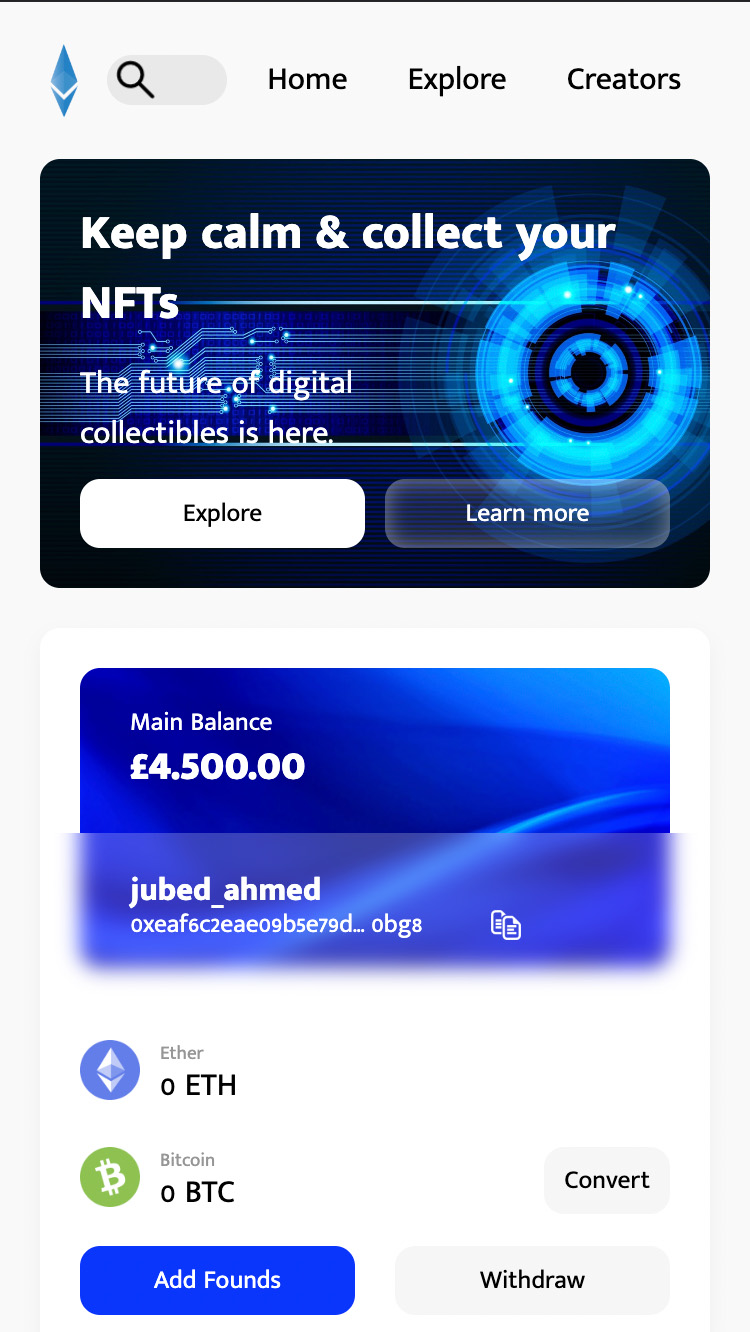 Home Explore Creators
Keep calm & collect your
NFTs
The future of digital
collectibles is here.
Explore Learn more
Main Balance
£4.500.00
jubed_ahmed
0xeaf6c2eae09b5e79d... 0bg8
Ether
0 ETH
Bitcoin
0 BTC
Convert
Add Founds Withdraw